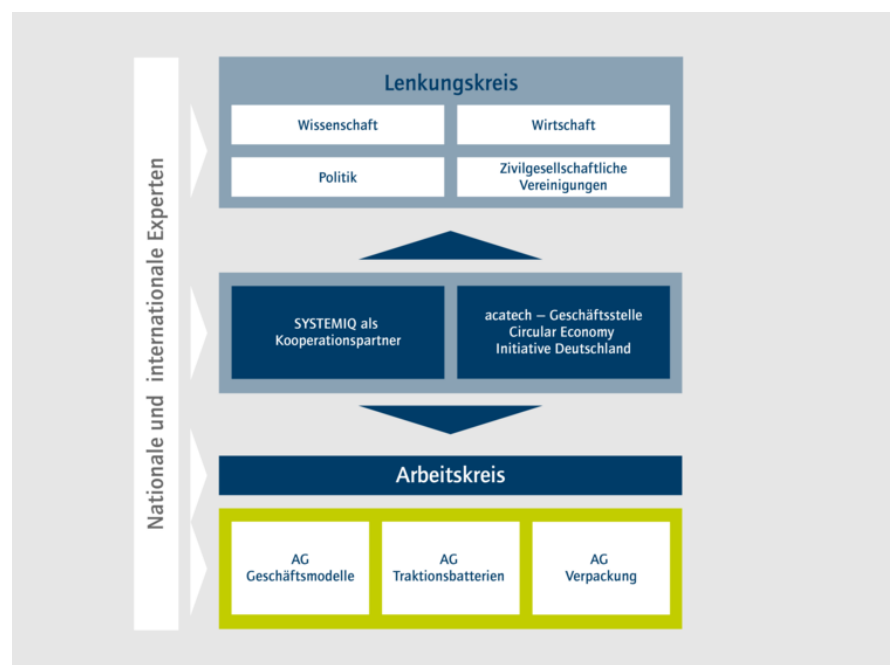 Nationale und internationale Experten
Lenkungskreis
Wissenschaft
Wirtschaft
Politik
Zivilgesellschaftliche
Vereinigungen
SYSTEMIQ als
Kooperationspartner
acatech – Geschäftsstelle
Circular Economy
Initiative Deutschland
Arbeitskreis
AG
Geschäftsmodelle
AG
Traktionsbatterien
AG
Verpackung